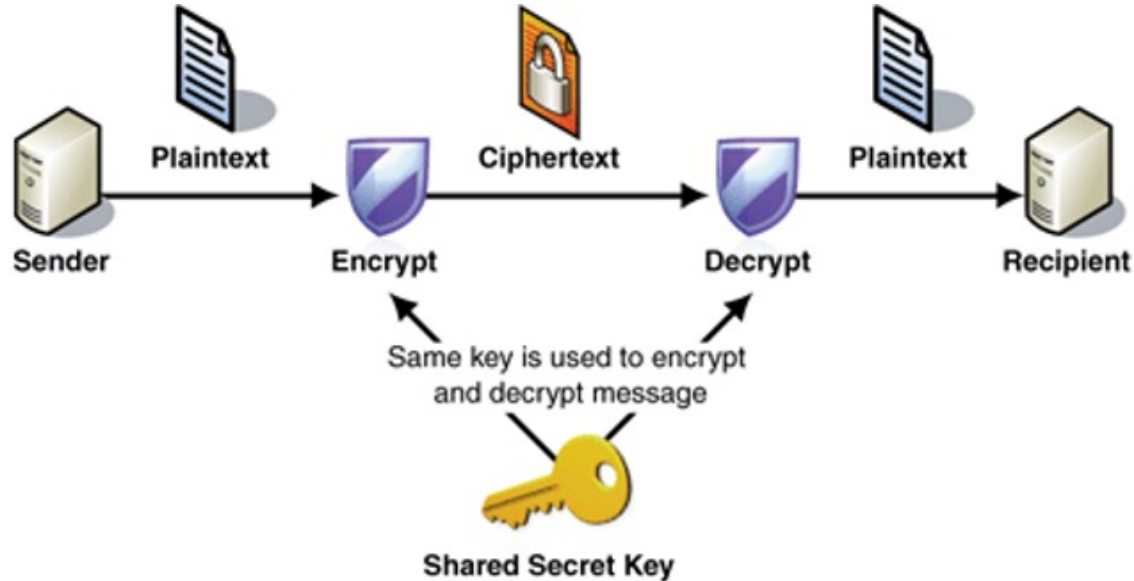 Plaintext
Ciphertext
Plaintext
Sender
Encrypt
Decrypt
Recipient
Same key is used to encrypt
and decrypt message
Shared Secret Key